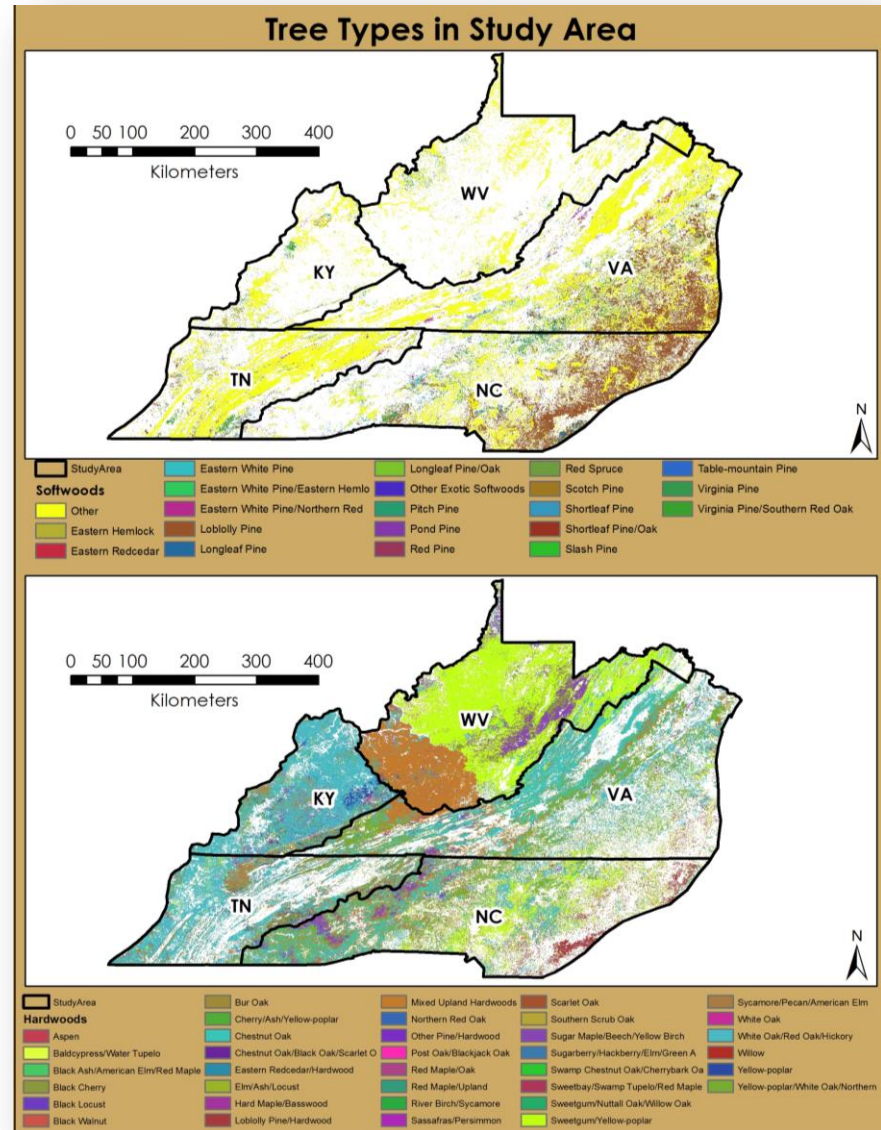 Tree Types in Study Area
0 50 100 200 300 400
Kilometers
WV
KY
VA
TN
NC
N
StudyArea
Softwoods
Other
Eastern Hemlock
Eastern Redcedar
Eastern White Pine
Eastern White Pine/Eastern Hemlo
Eastern White Pine/Northern Red
Loblolly Pine
Longleaf Pine
Longleaf Pine/Oak
Other Exotic Softwoods
Pitch Pine
Pond Pine
Red Pine
Red Spruce
Scotch Pine
Shortleaf Pine
Shortleaf Pine/Oak
Slash Pine
Table-mountain Pine
Virginia Pine
Virginia Pine/Southern Red Oak
0 50 100 200 300 400
Kilometers
WV
KY
VA
TN
NC
N
StudyArea
Hardwoods
Aspen
Baldcypress/Water Tupelo
Black Ash/American Elm/Red Maple
Black Cherry
Black Locust
Black Walnut
Bur Oak
Cherry/Ash/Yellow-poplar
Chestnut Oak
Chestnut Oak/Black Oak/Scarlet O
Eastern Redcedar/Hardwood
Elm/Ash/Locust
Hard Maple/Basswood
Loblolly Pine/Hardwood
Mixed Upland Hardwoods
Northern Red Oak
Other Pine/Hardwood
Post Oak/Blackjack Oak
Red Maple/Oak
Red Maple/Upland
River Birch/Sycamore
Sassafras/Persimmon
Scarlet Oak
Southern Scrub Oak
Sugar Maple/Beech/Yellow Birch
Sugarberry/Hackberry/Elm/Green A
Swamp Chestnut Oak/Cherrybark Oa
Sweetbay/Swamp Tupelo/Red Maple
Sweetgum/Nuttall Oak/Willow Oak
Sweetgum/Yellow-poplar
Sycamore/Pecan/American Elm
White Oak
White Oak/Red Oak/Hickory
Willow
Yellow-poplar
Yellow-poplar/White Oak/Northern